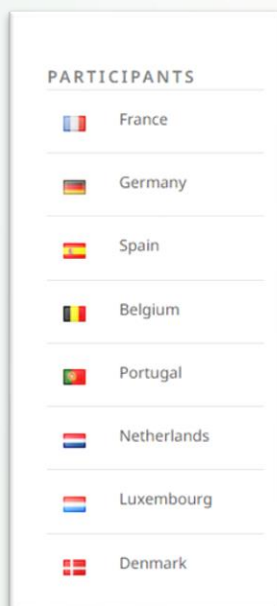 PARTICIPANTS
France
Germany
Spain
Belgium
Portugal
Netherlands
Luxembourg
Denmark